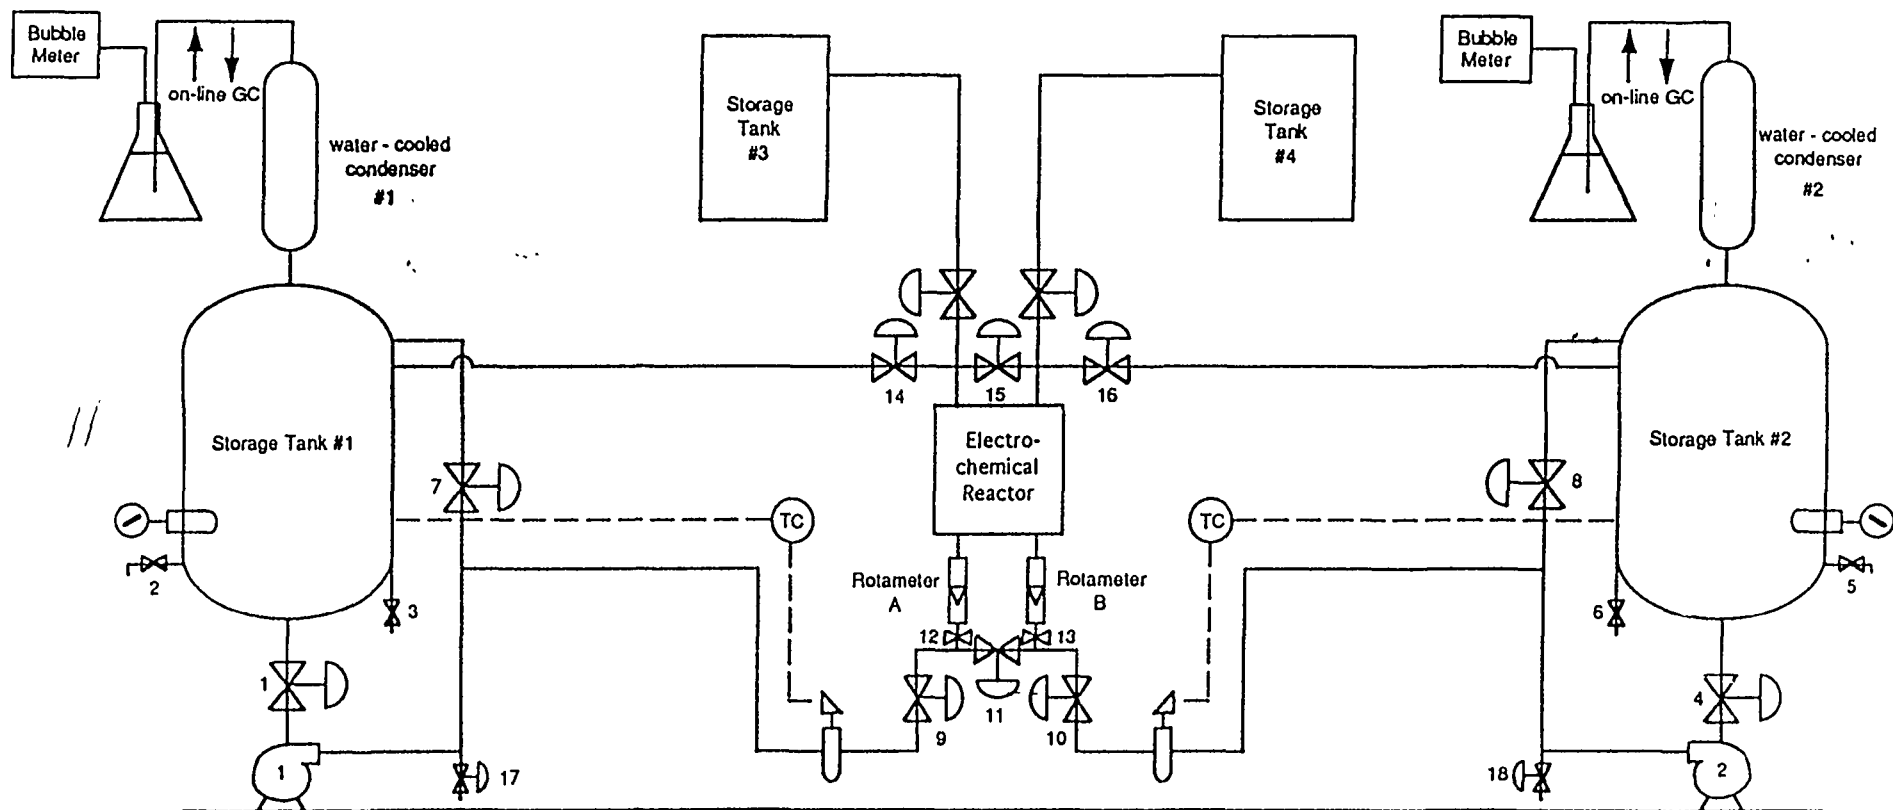 Bubble
Meter
on-line GC
water - cooled
condenser
#1
Storage
Tank
#3
Storage
Tank
#4
Bubble
Meter
on-line GC
water - cooled
condenser
#2
14
15
16
Storage Tank #1
Electro-
chemical
Reactor
Storage Tank #2
7
8
TC
TC
2
3
Rotameter
A
Rotameter
B
6
5
12
13
1
9
11
10
4
1
17
18
2